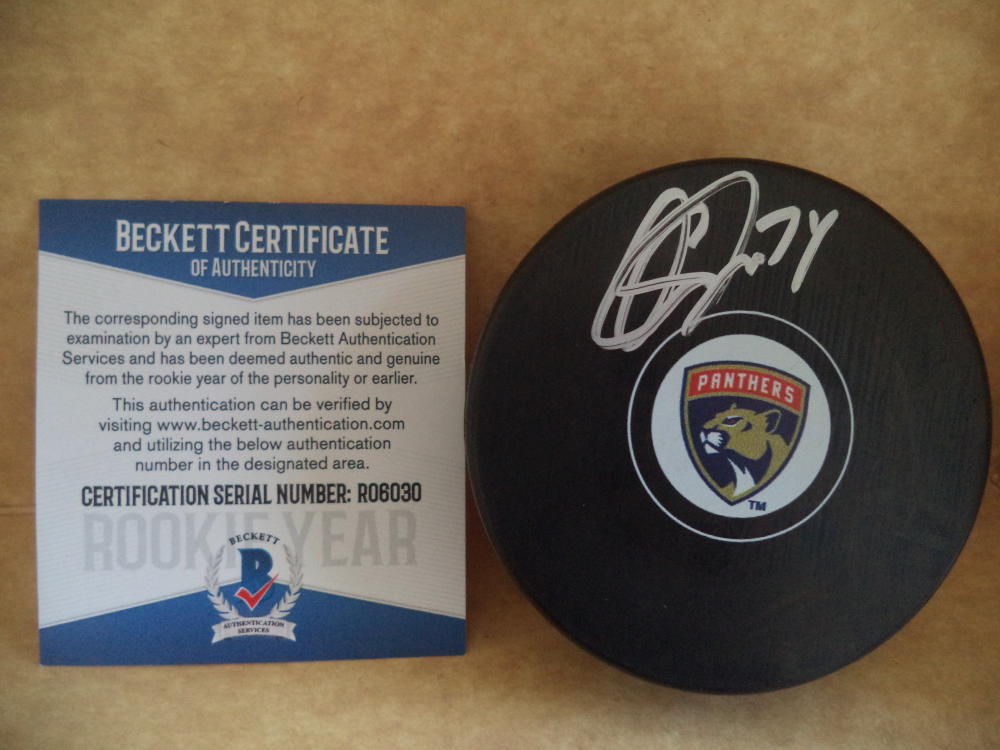 BECKETT CERTIFICATE
OF AUTHENTICITY
The corresponding signed item has been subjected to
examination by an expert from Beckett Authentication
Services and has been deemed authentic and genuine
from the rookie year of the personality or earlier.
This authentication can be verified by
visiting www.beckett-authentication.com
and utilizing the below authentication
number in the designated area.
CERTIFICATION SERIAL NUMBER: R06030
ROOKIE YEAR
BECKETT
B
AUTHENTICATION
SERVICES
74
PANTHERS
TM